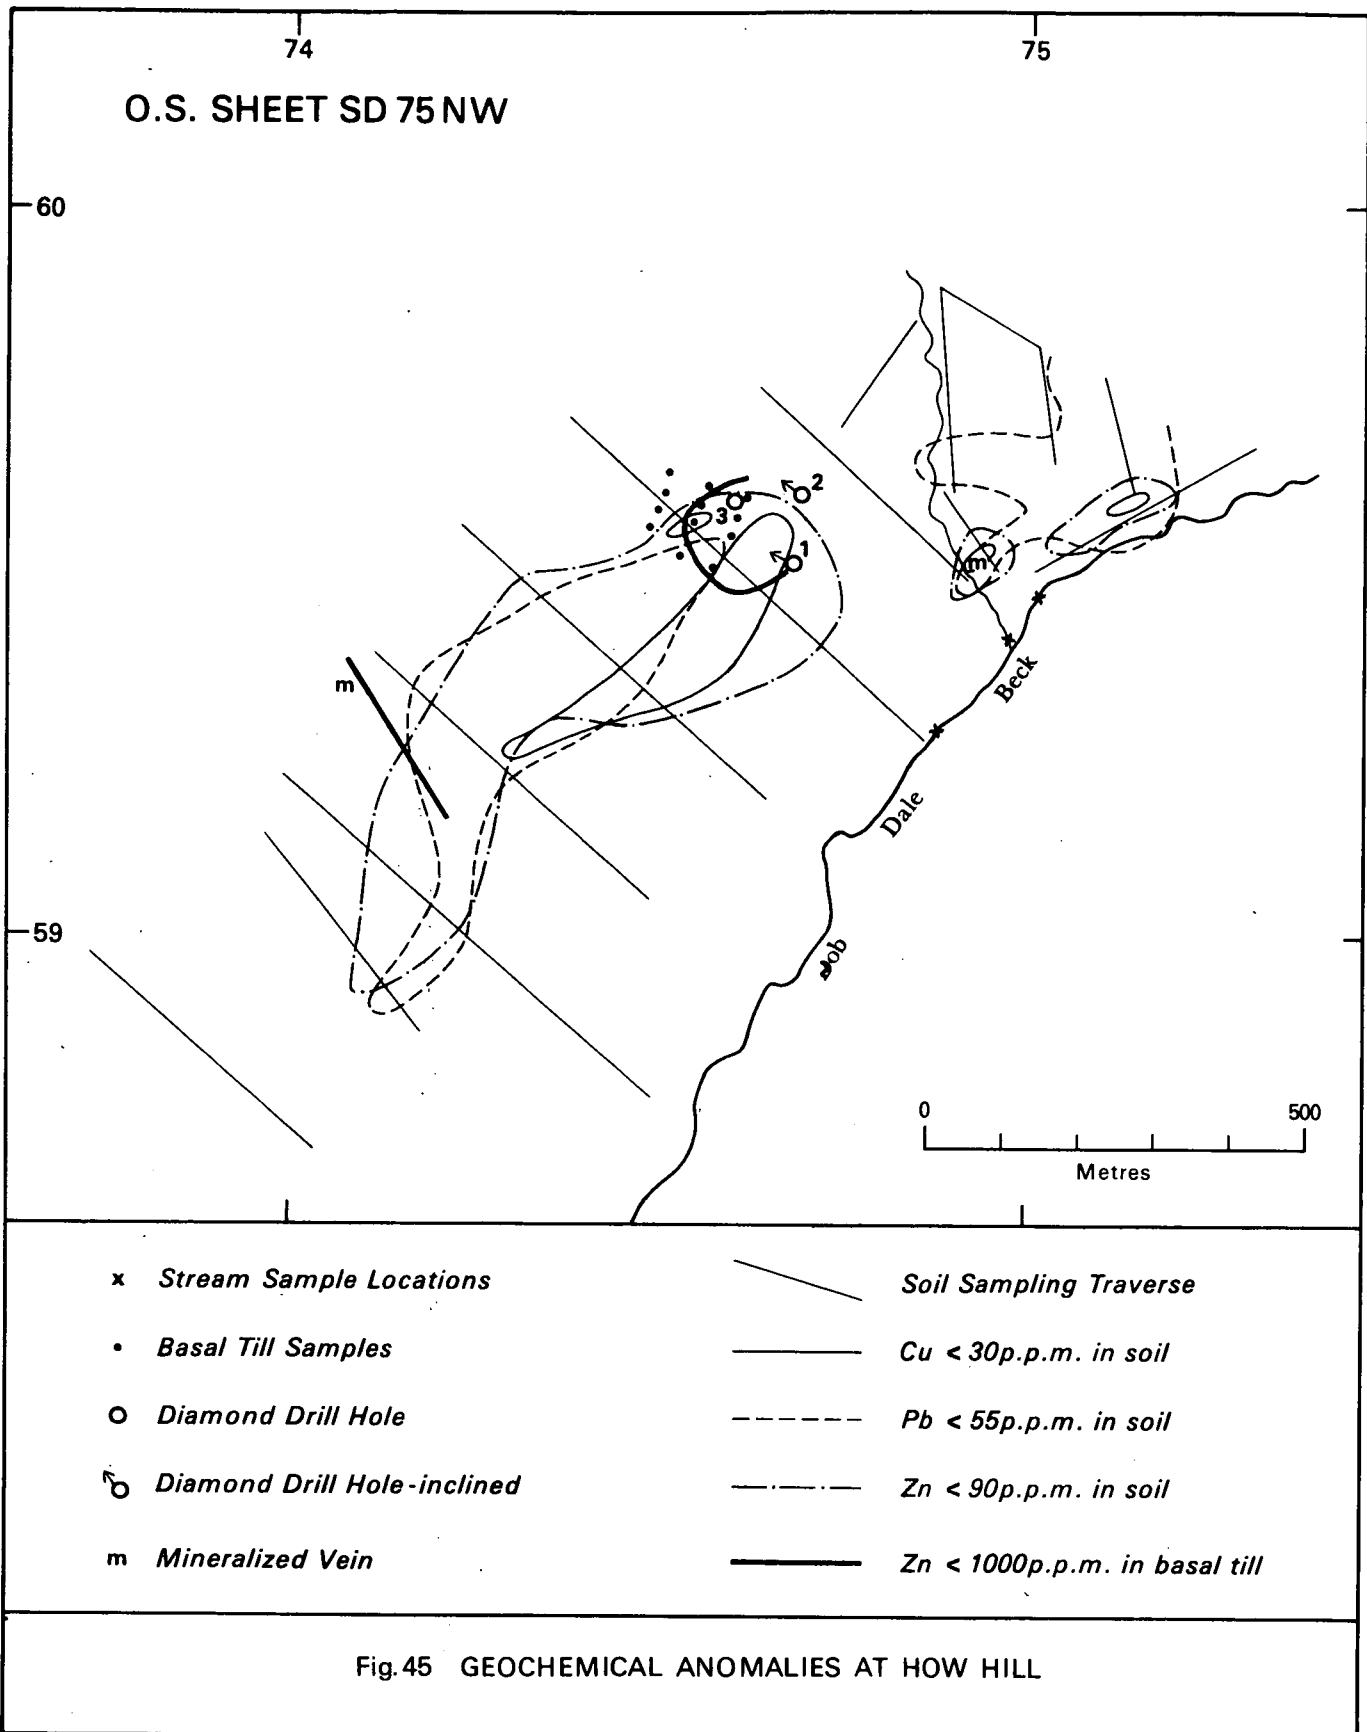 74
75
O.S. SHEET SD 75 NW
60
2
3
1
m
m
Beck
Dale
59
Job
0
500
Metres
x Stream Sample Locations
Soil Sampling Traverse
Basal Till Samples
Cu < 30p.p.m. in soil
Diamond Drill Hole
Pb < 55p.p.m. in soil
Diamond Drill Hole-inclined
Zn < 90p.p.m. in soil
m Mineralized Vein
Zn < 1000p.p.m. in basal till
Fig. 45 GEOCHEMICAL ANOMALIES AT HOW HILL